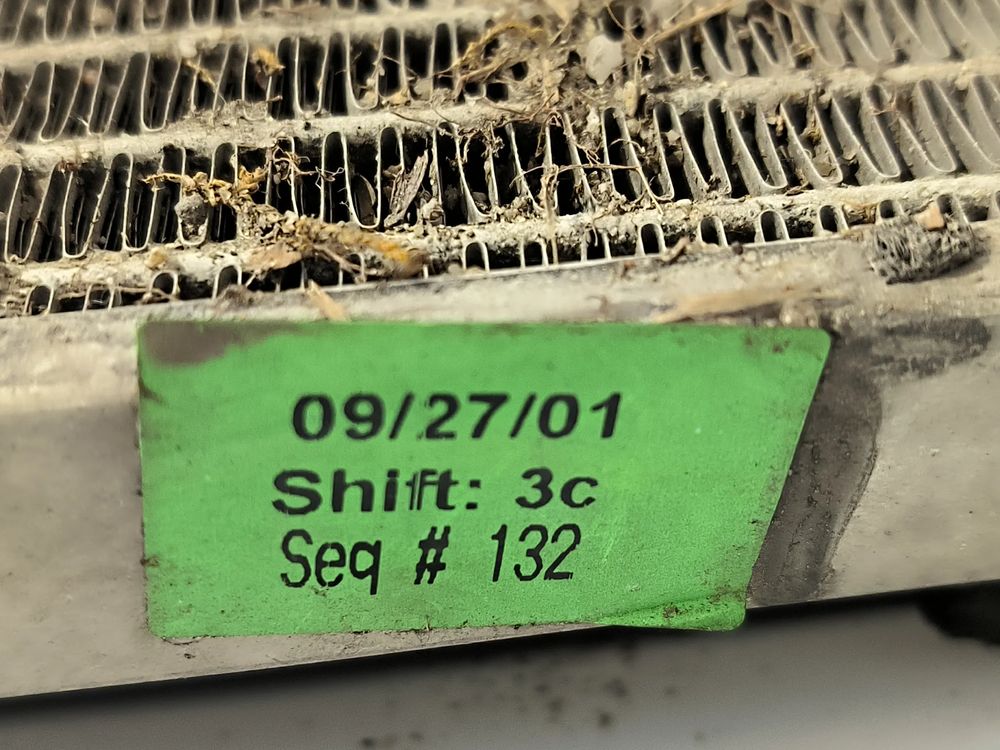 09/27/01
Shift: 3c
Seq # 132